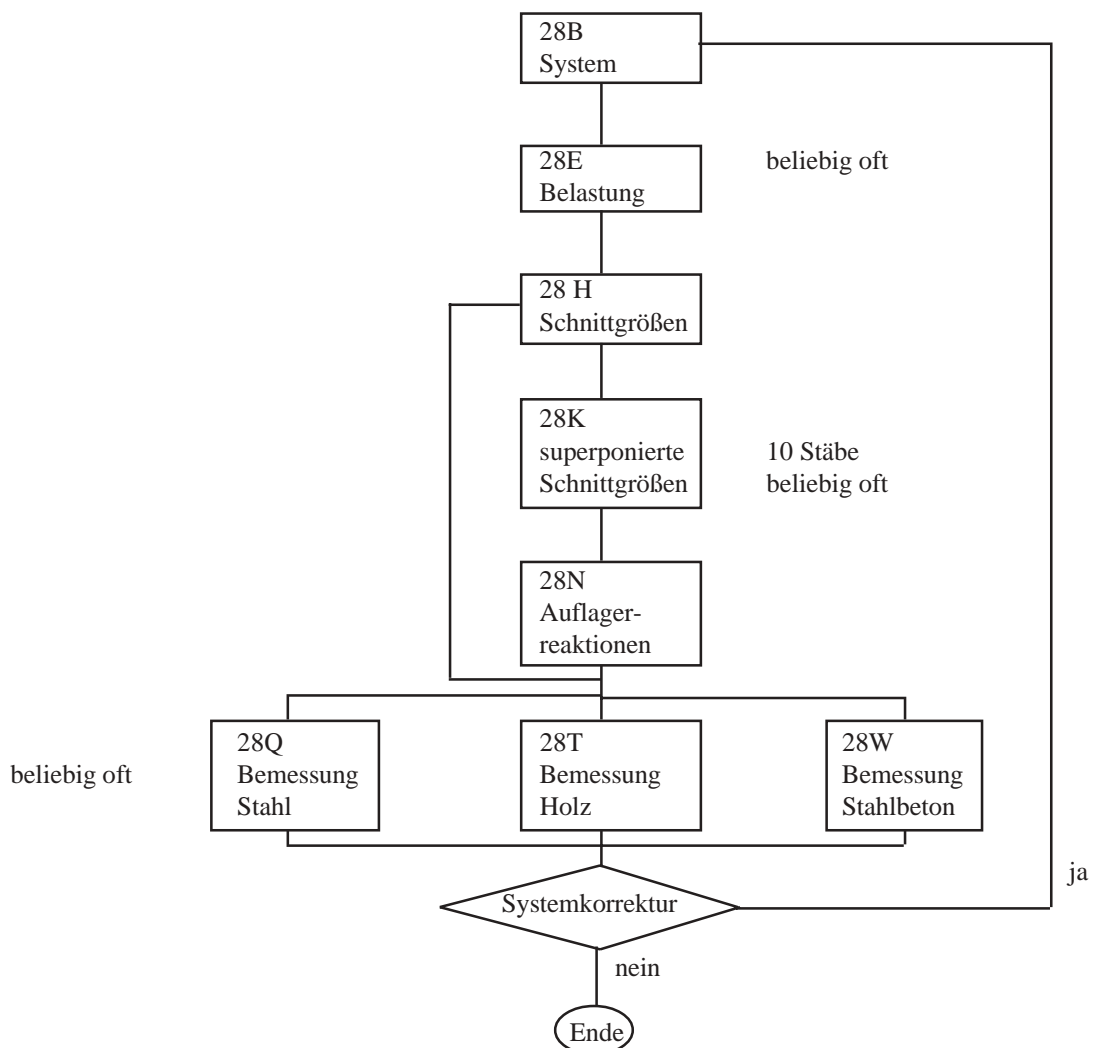 28B
System
28E
Belastung
beliebig oft
28 H
Schnittgrößen
28K
superponierte
Schnittgrößen
10 Stäbe
beliebig oft
28N
Auflager-
reaktionen
beliebig oft
28Q
Bemessung
Stahl
28T
Bemessung
Holz
28W
Bemessung
Stahlbeton
Systemkorrektur
ja
nein
Ende